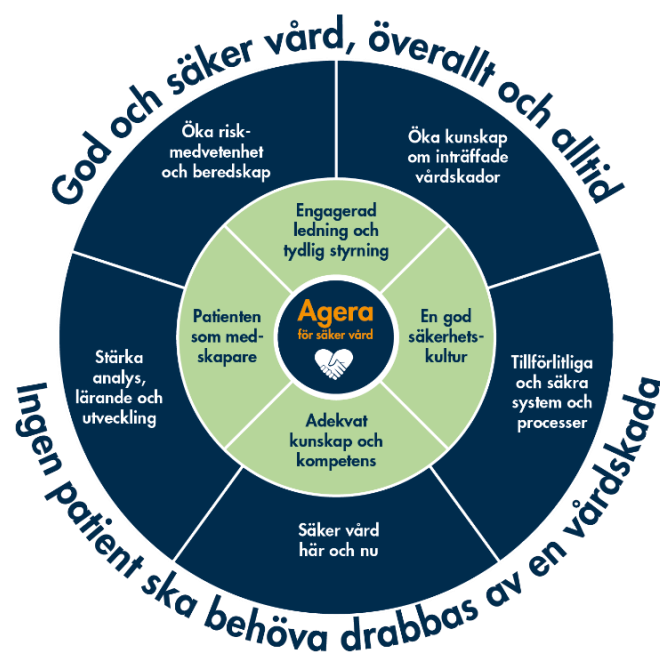 God och säker vård, överallt och alltid
Öka risk-
medvetenhet
och beredskap
Öka kunskap
om inträffade
vårdskador
Engagerad
ledning och
tydlig styrning
Patienten
som med-
skapare
Agera
för säker vård
En god
säkerhets-
kultur
Stärka
analys,
lärande och
utveckling
Tillförlitliga
och säkra
system och
processer
Adekvat
kunskap och
kompetens
Säker vård
här och nu
Ingen patient ska behöva drabbas av en vårdskada